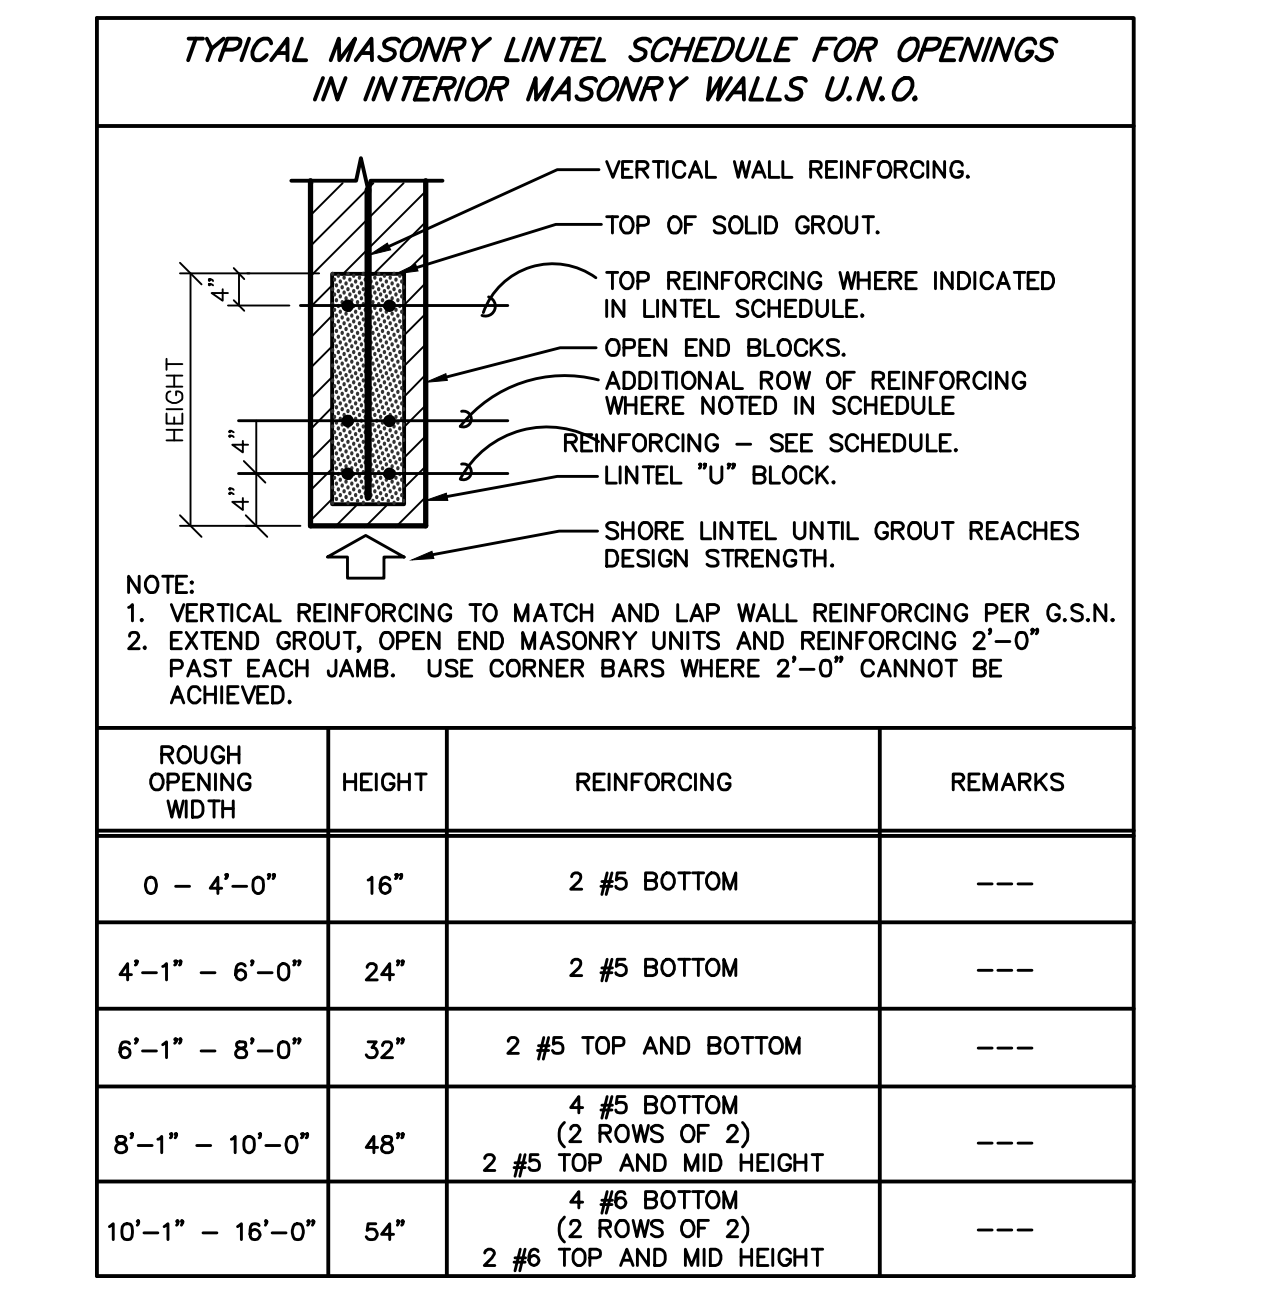 TYPICAL MASONRY LINTEL SCHEDULE FOR OPENINGS
IN INTERIOR MASONRY WALLS U.N.O.
VERTICAL WALL REINFORCING.
TOP OF SOLID GROUT.
TOP REINFORCING WHERE INDICATED
IN LINTEL SCHEDULE.
OPEN END BLOCKS.
ADDITIONAL ROW OF REINFORCING
WHERE NOTED IN SCHEDULE
REINFORCING – SEE SCHEDULE.
LINTEL "U" BLOCK.
SHORE LINTEL UNTIL GROUT REACHES
DESIGN STRENGTH.
4"
HEIGHT
4"
4"
NOTE:
1. VERTICAL REINFORCING TO MATCH AND LAP WALL REINFORCING PER G.S.N.
2. EXTEND GROUT, OPEN END MASONRY UNITS AND REINFORCING 2'–0"
PAST EACH JAMB. USE CORNER BARS WHERE 2'–0" CANNOT BE
ACHIEVED.
ROUGH
OPENING
WIDTH
HEIGHT
REINFORCING
REMARKS
0 – 4'–0"
16"
2 #5 BOTTOM
–––
4'–1" – 6'–0"
24"
2 #5 BOTTOM
–––
6'–1" – 8'–0"
32"
2 #5 TOP AND BOTTOM
–––
8'–1" – 10'–0"
48"
4 #5 BOTTOM
(2 ROWS OF 2)
2 #5 TOP AND MID HEIGHT
–––
10'–1" – 16'–0"
54"
4 #6 BOTTOM
(2 ROWS OF 2)
2 #6 TOP AND MID HEIGHT
–––